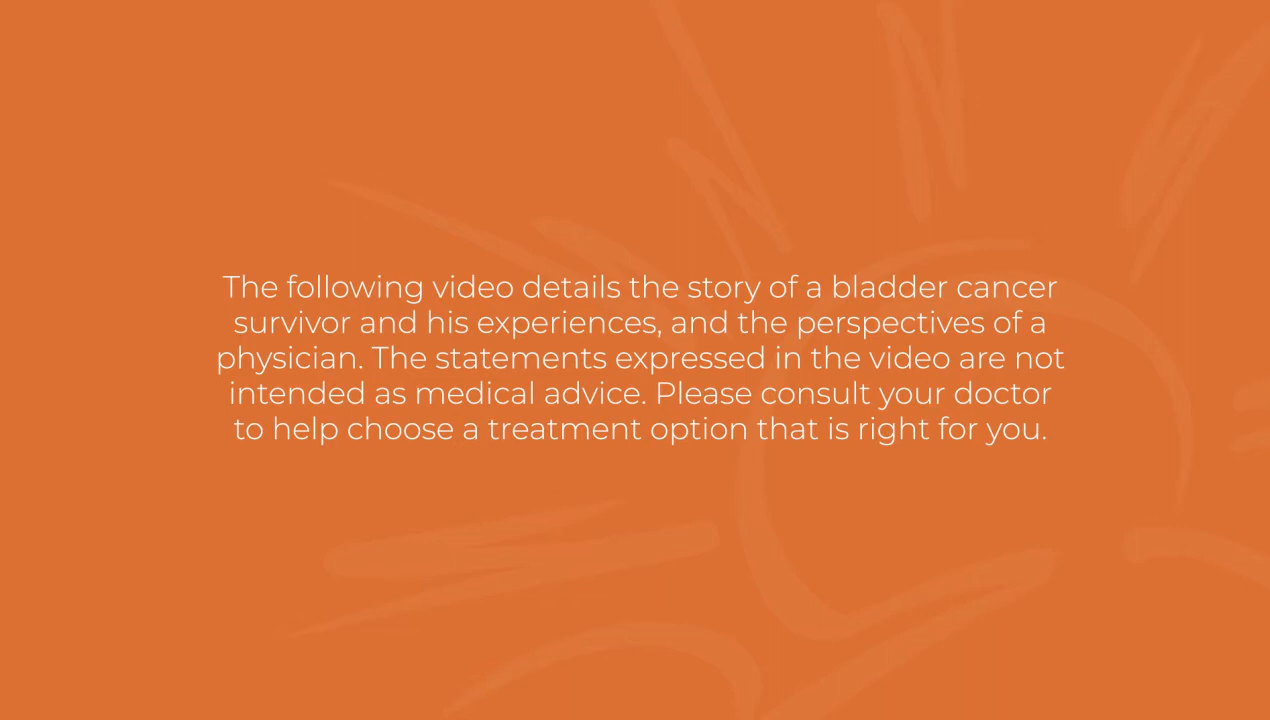 The following video details the story of a bladder cancer
survivor and his experiences, and the perspectives of a
physician. The statements expressed in the video are not
intended as medical advice. Please consult your doctor
to help choose a treatment option that is right for you.